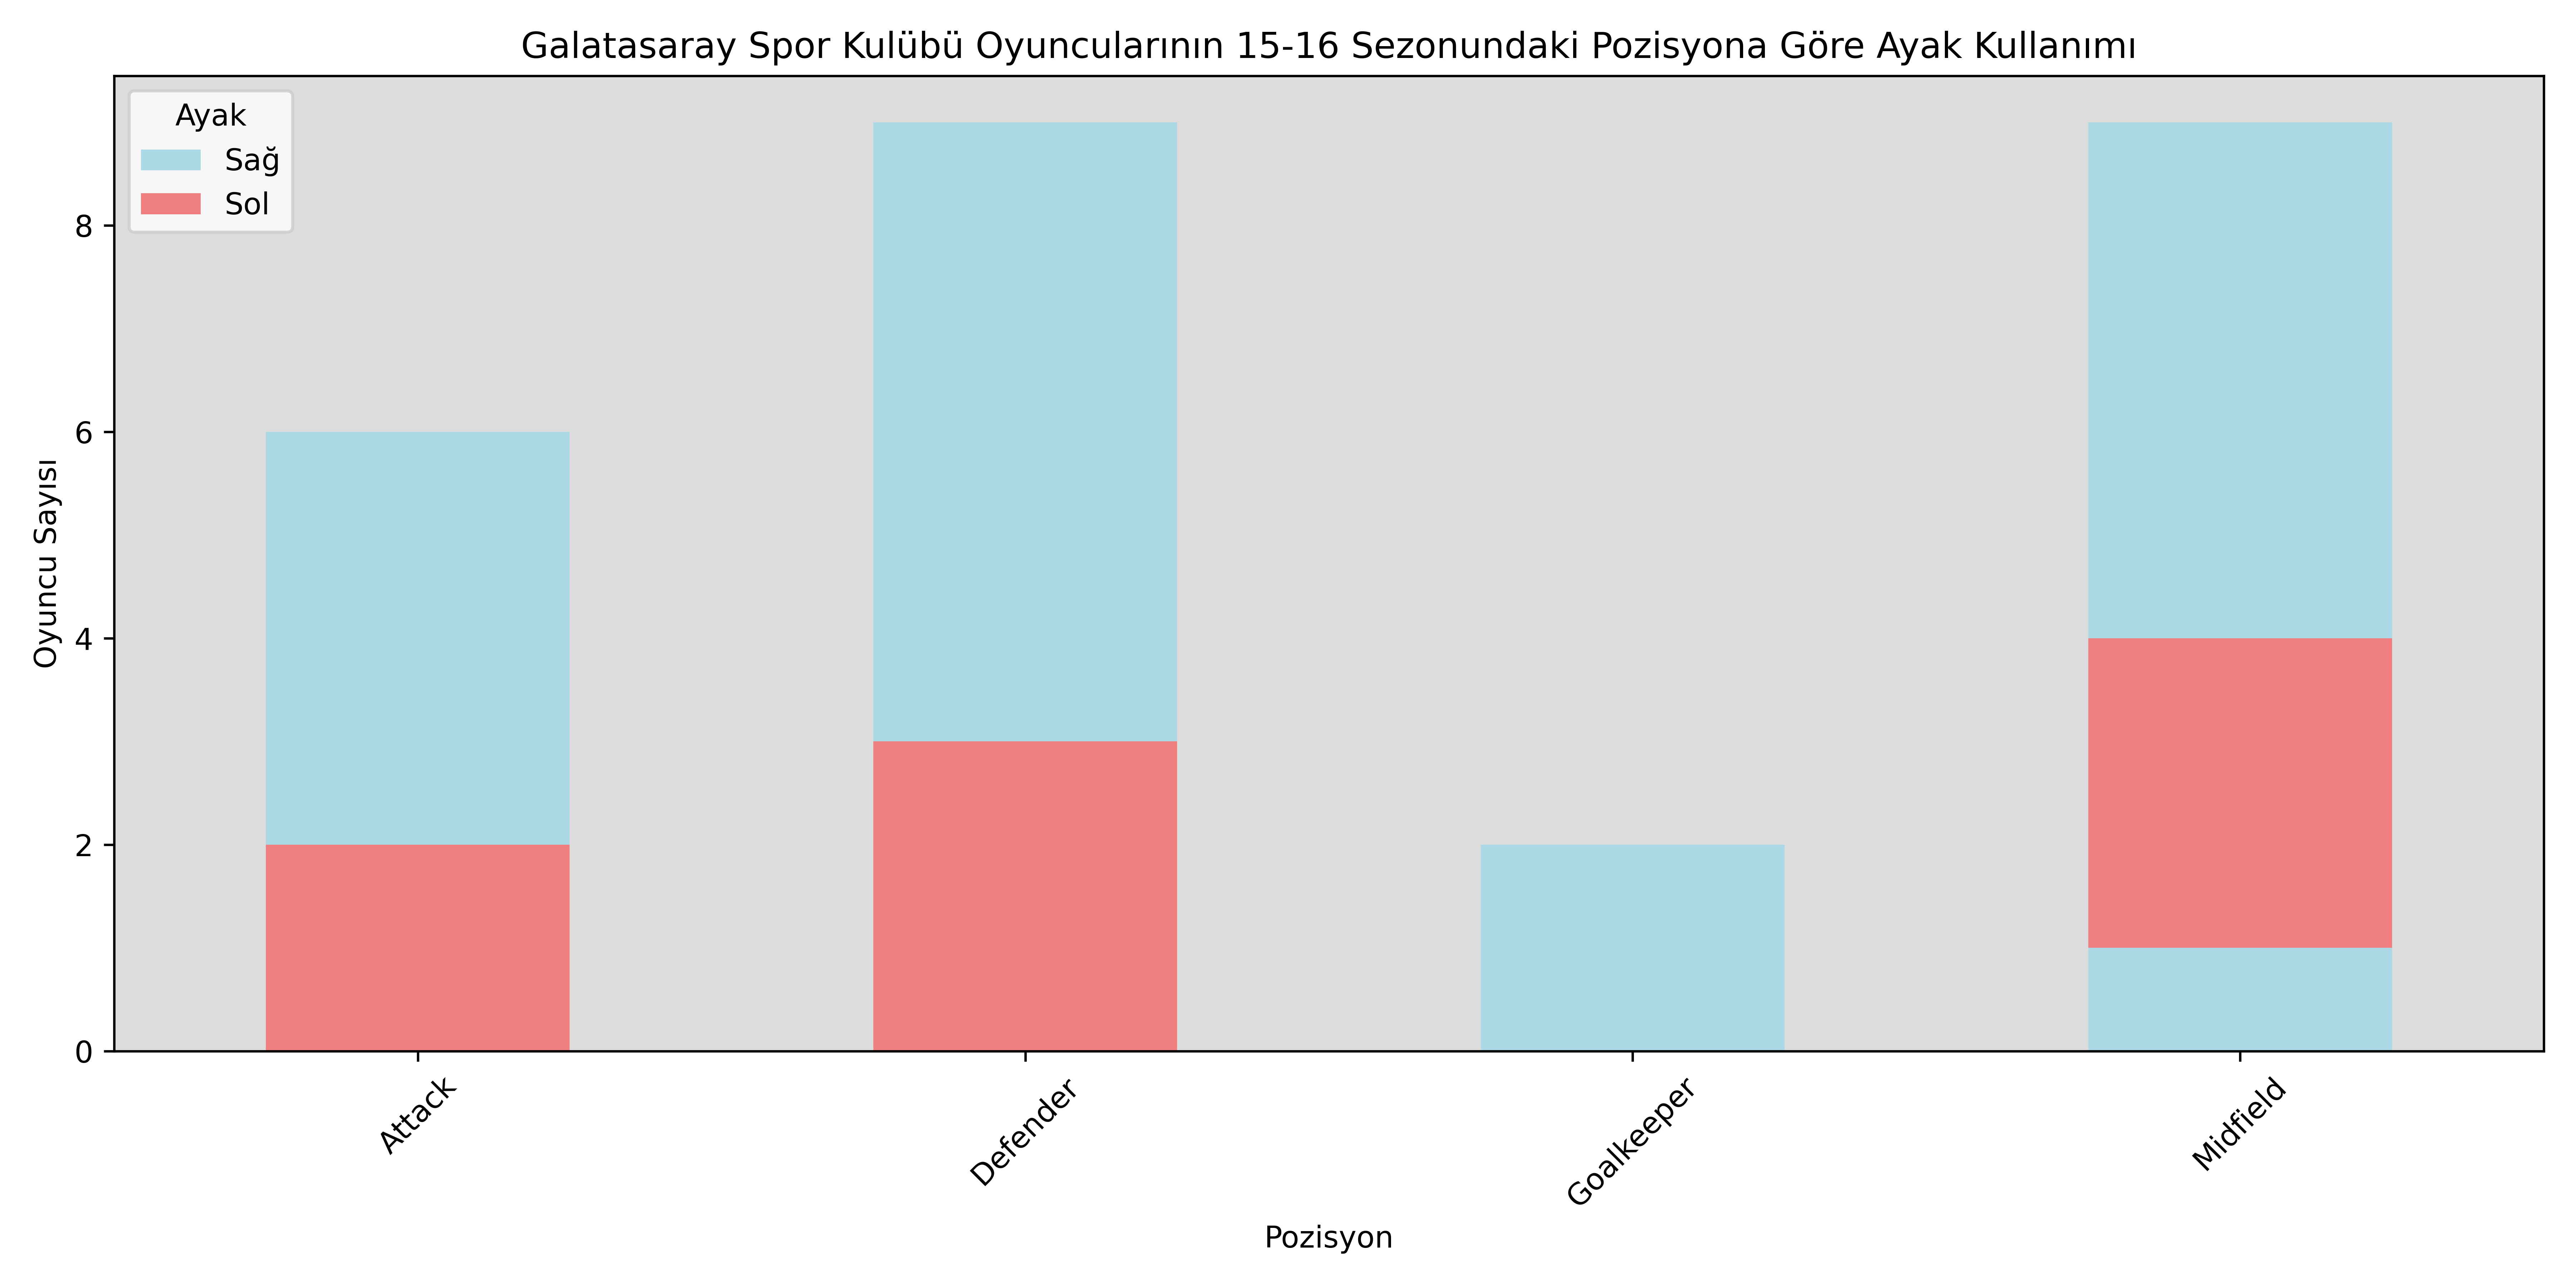 Galatasaray Spor Kulübü Oyuncularının 15-16 Sezonundaki Pozisyona Göre Ayak Kullanımı
Ayak
Sağ
Sol
Oyuncu Sayısı
8
6
4
2
0
Attack
Defender
Goalkeeper
Midfield
Pozisyon